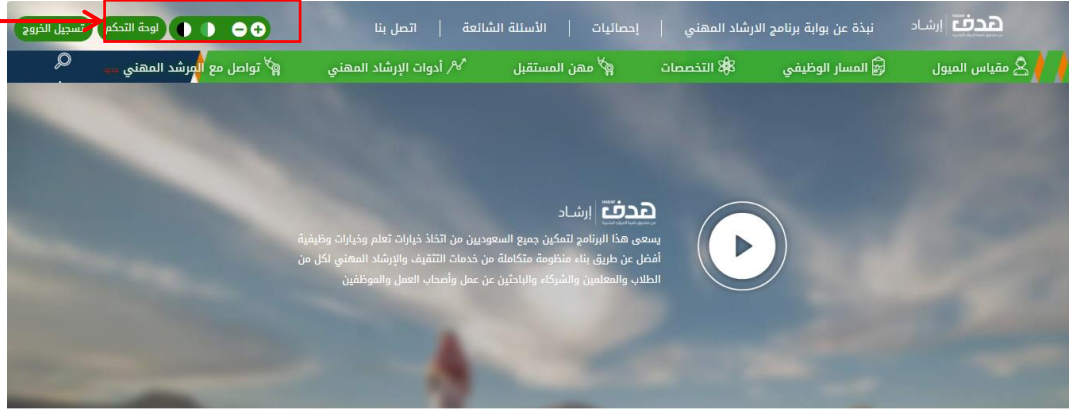 هدف إرشاد
نبذة عن بوابة برنامج الارشاد المهني | إحصائيات | الأسئلة الشائعة | اتصل بنا
لوحة التحكم
تسجيل الخروج
مقياس الميول
المسار الوظيفي
التخصصات
مهن المستقبل
أدوات الإرشاد المهني
تواصل مع المرشد المهني
هدف إرشاد
يسعى هذا البرنامج لتمكين جميع السعوديين من اتخاذ خيارات تعلم وخيارات وظيفية
أفضل عن طريق بناء منظومة متكاملة من خدمات التثقيف والإرشاد المهني لكل من
الطلاب والمعلمين والشركاء والباحثين عن عمل وأصحاب العمل والموظفين